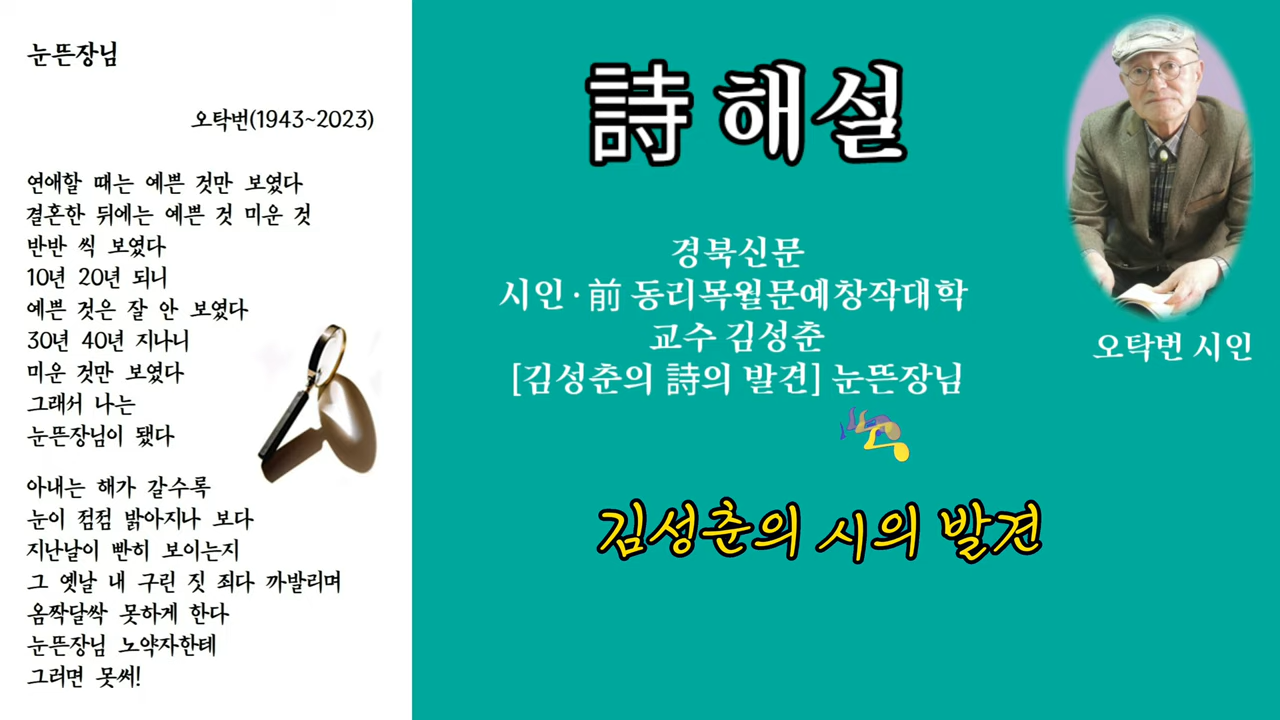 눈뜬장님
오탁번(1943~2023)
연애할 때는 예쁜 것만 보였다
결혼한 뒤에는 예쁜 것 미운 것
반반 씩 보였다
10년 20년 되니
예쁜 것은 잘 안 보였다
30년 40년 지나니
미운 것만 보였다
그래서 나는
눈뜬장님이 됐다
아내는 해가 갈수록
눈이 점점 밝아지나 보다
지난날이 빤히 보이는지
그 옛날 내 구린 짓 죄다 까발리며
옴짝달싹 못하게 한다
눈뜬장님 노약자한테
그러면 못써!
詩 해설
경북신문
시인·前 동리목월문예창작대학
교수 김성춘
[김성춘의 詩의 발견] 눈뜬장님
김성춘의 시의 발견
오탁번 시인